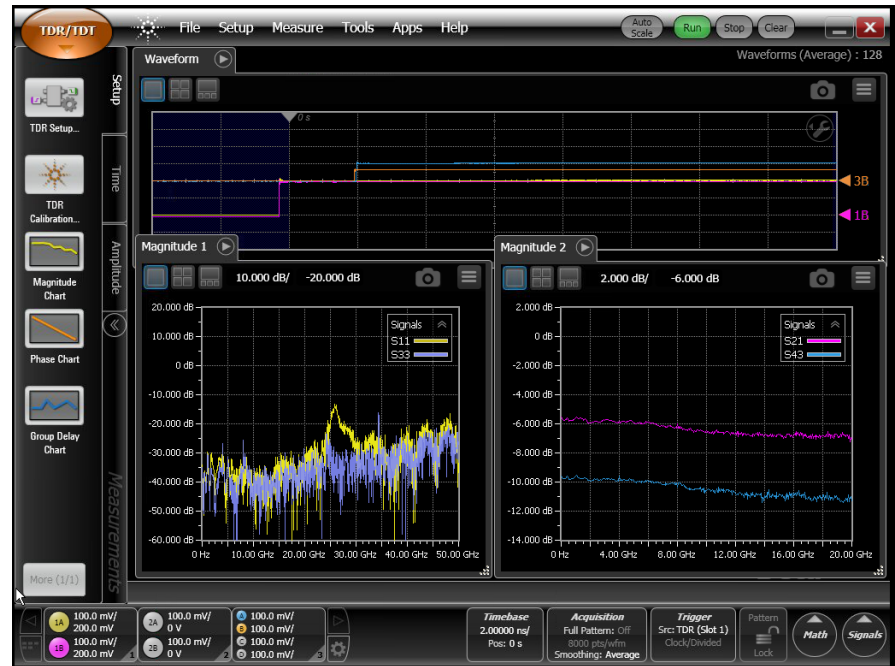 TDR/TDT
File Setup Measure Tools Apps Help
Auto Scale
Run
Stop
Clear
X
Waveform
Waveforms (Average) : 128
Setup
Time
Amplitude
Measurements
TDR Setup...
TDR
Calibration...
Magnitude
Chart
Phase Chart
Group Delay
Chart
More (1/1)
0 s
3B
1B
Magnitude 1
10.000 dB/ -20.000 dB
20.000 dB
10.000 dB
0 dB
-10.000 dB
-20.000 dB
-30.000 dB
-40.000 dB
-50.000 dB
-60.000 dB
Signals
S11
S33
0 Hz 10.00 GHz 20.00 GHz 30.00 GHz 40.00 GHz 50.00 GHz
Magnitude 2
2.000 dB/ -6.000 dB
2.000 dB
0 dB
-2.000 dB
-4.000 dB
-6.000 dB
-8.000 dB
-10.000 dB
-12.000 dB
-14.000 dB
Signals
S21
S43
0 Hz 4.00 GHz 8.00 GHz 12.00 GHz 16.00 GHz 20.00 GHz
1A 100.0 mV/
200.0 mV
1B 100.0 mV/
200.0 mV 1
2A 100.0 mV/
0 V
2B 100.0 mV/
0 V 2
A 100.0 mV/
B 100.0 mV/
C 100.0 mV/
D 100.0 mV/ 3
Timebase
2.00000 ns/
Pos: 0 s
Acquisition
Full Pattern: Off
8000 pts/wfm
Smoothing: Average
Trigger
Src: TDR (Slot 1)
Clock/Divided
Pattern
Lock
Math
Signals